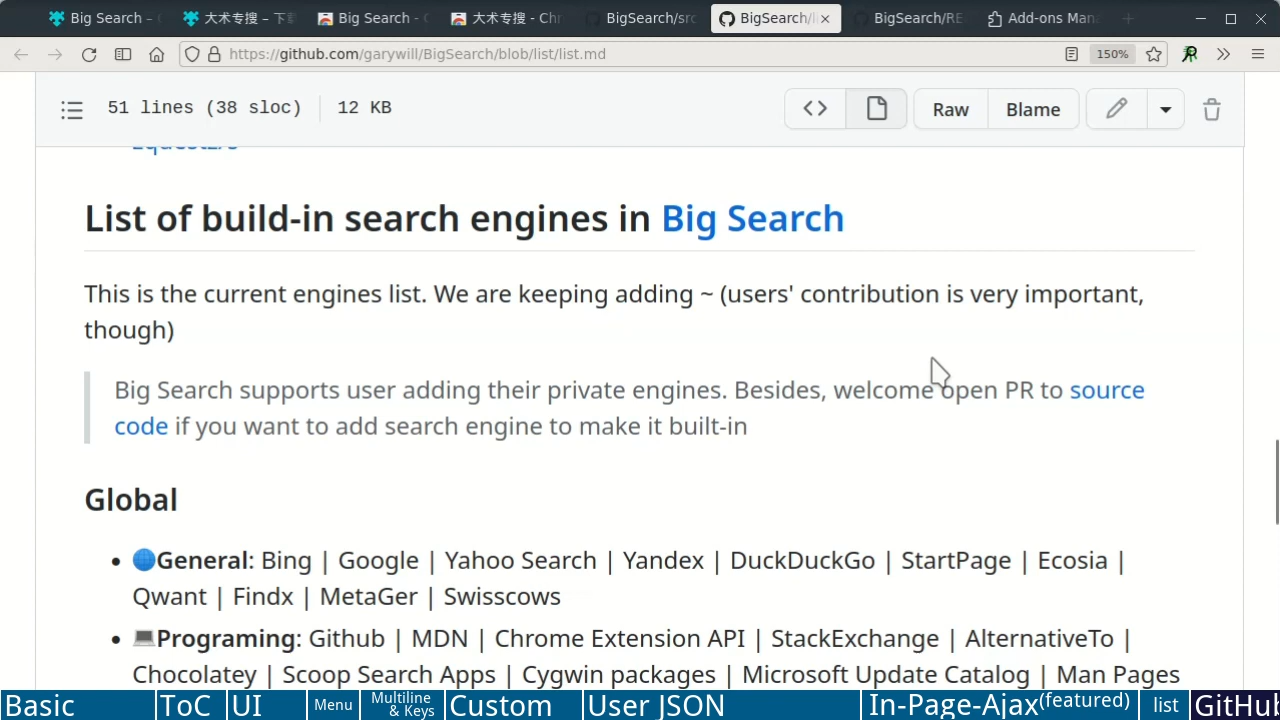 Big Search –
大术专搜 – 下
Big Search -
大术专搜 - Chr
BigSearch/src
BigSearch/li
BigSearch/RE
Add-ons Man
https://github.com/garywill/BigSearch/blob/list/list.md
150%
51 lines (38 sloc)
12 KB
Raw
Blame
List of build-in search engines in Big Search
This is the current engines list. We are keeping adding ~ (users' contribution is very important,
though)
Big Search supports user adding their private engines. Besides, welcome open PR to source
code if you want to add search engine to make it built-in
Global
General: Bing | Google | Yahoo Search | Yandex | DuckDuckGo | StartPage | Ecosia |
Qwant | Findx | MetaGer | Swisscows
Programing: Github | MDN | Chrome Extension API | StackExchange | AlternativeTo |
Chocolatey | Scoop Search Apps | Cygwin packages | Microsoft Update Catalog | Man Pages
Basic
ToC
UI
Menu
Multiline
& Keys
Custom
User JSON
In-Page-Ajax(featured)
list
GitHub